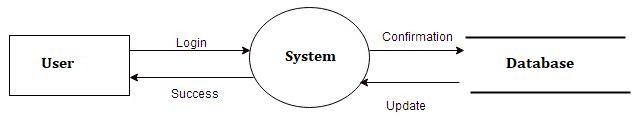 Login
Confirmation
User
System
Database
Success
Update